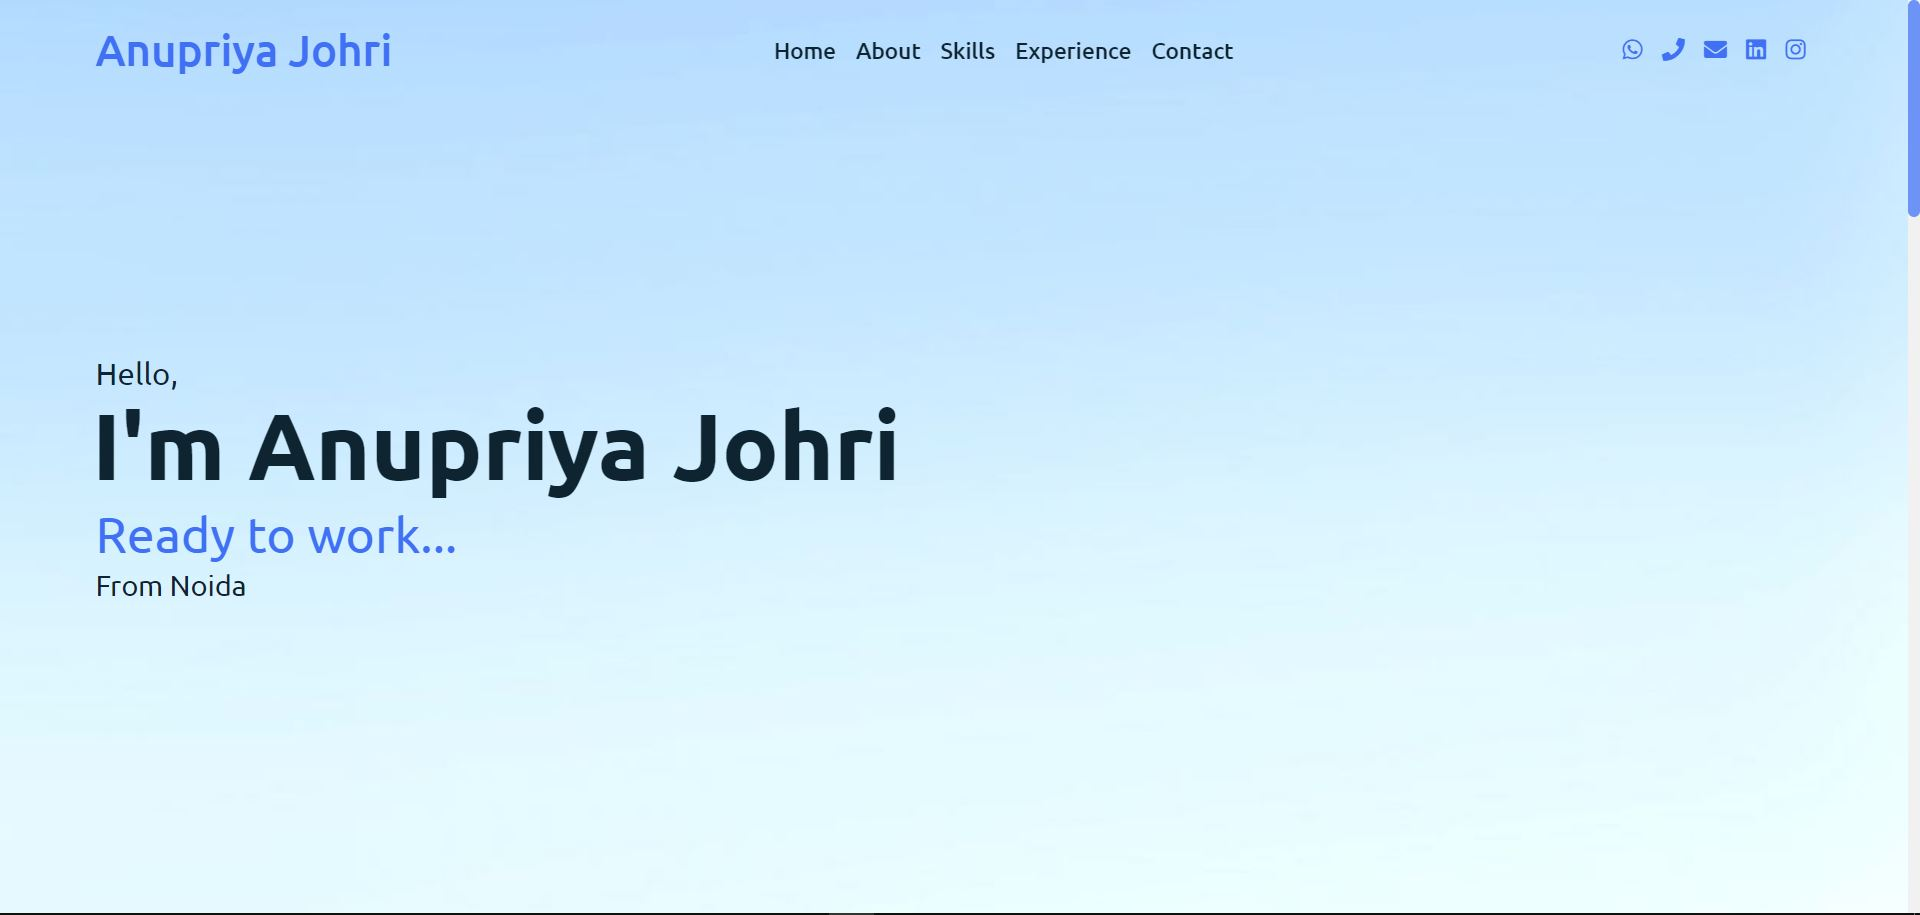 Anupriya Johri
Home About Skills Experience Contact
Hello,
I'm Anupriya Johri
Ready to work...
From Noida